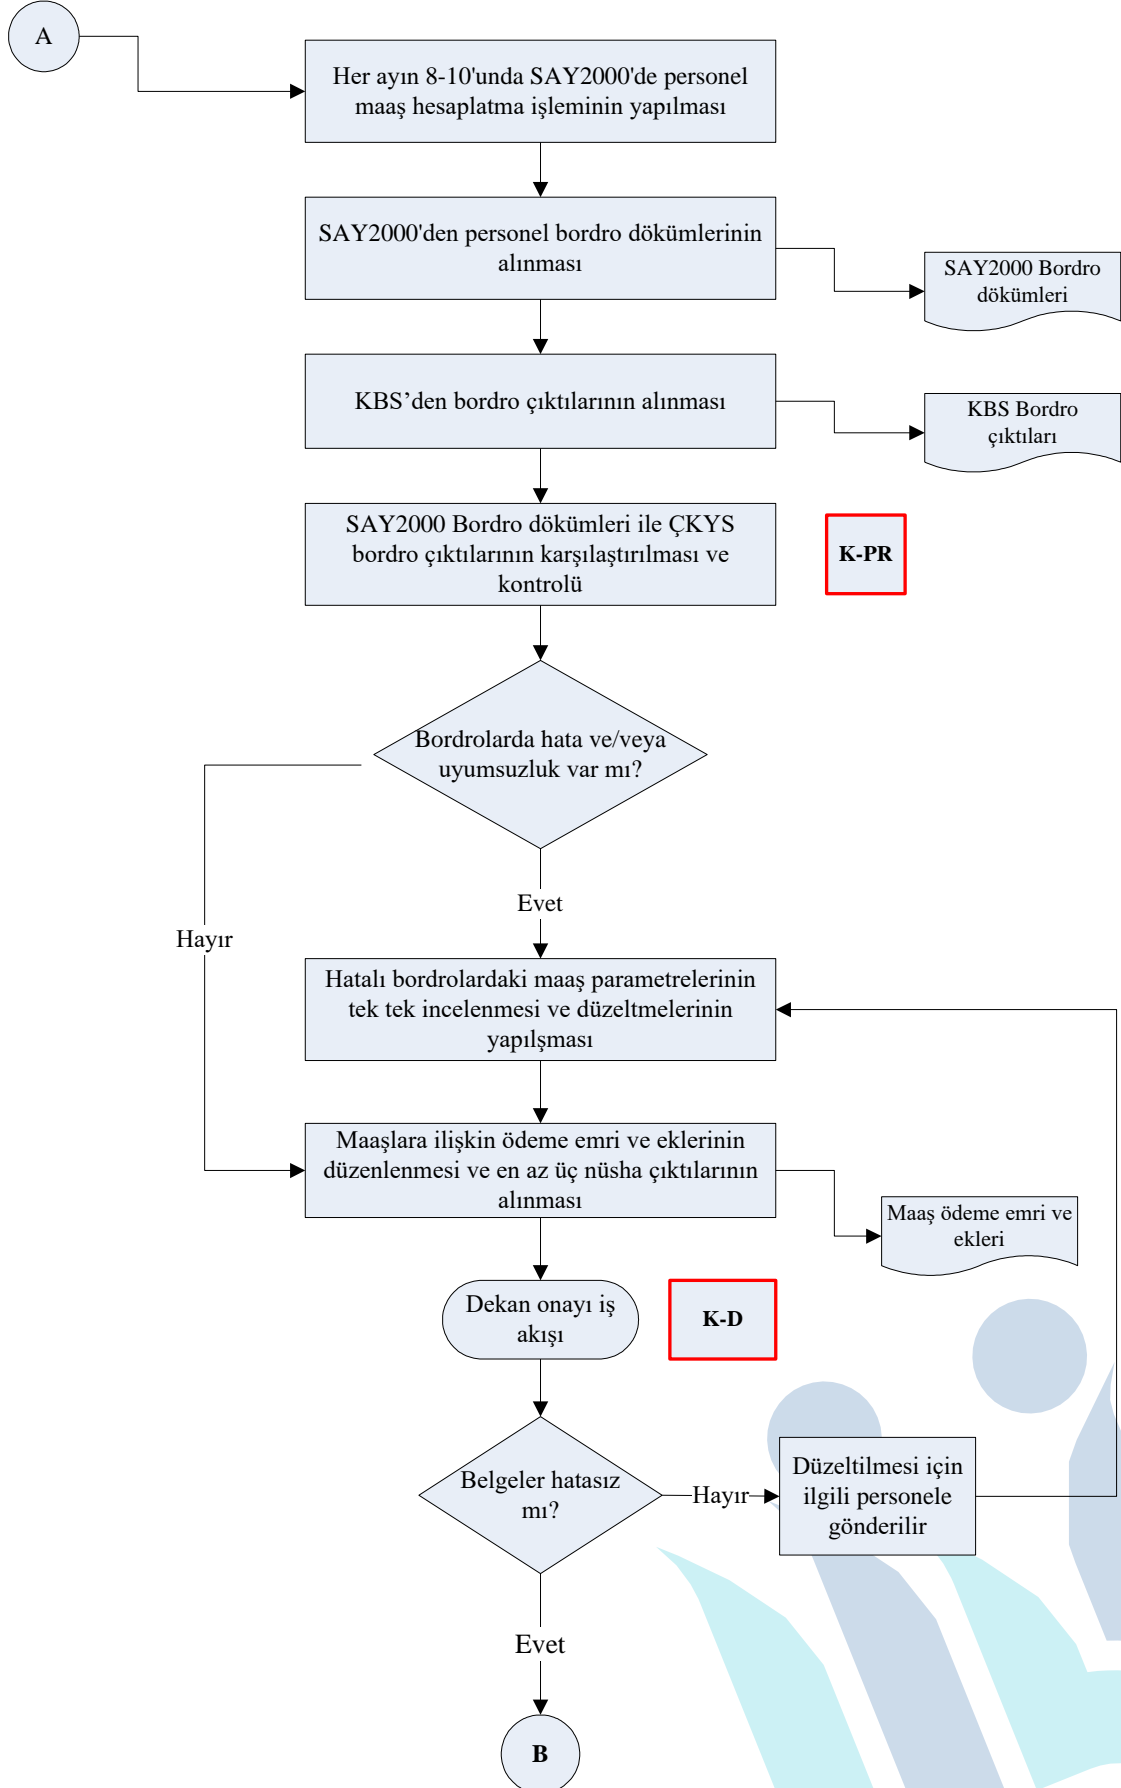 A
Her ayın 8-10'unda SAY2000'de personel
maaş hesaplatma işleminin yapılması
SAY2000'den personel bordro dökümlerinin
alınması
SAY2000 Bordro
dökümleri
KBS’den bordro çıktılarının alınması
KBS Bordro
çıktıları
SAY2000 Bordro dökümleri ile ÇKYS
bordro çıktılarının karşılaştırılması ve
kontrolü
K-PR
Bordrolarda hata ve/veya
uyumsuzluk var mı?
Evet
Hayır
Hatalı bordrolardaki maaş parametrelerinin
tek tek incelenmesi ve düzeltmelerinin
yapılşması
Maaşlara ilişkin ödeme emri ve eklerinin
düzenlenmesi ve en az üç nüsha çıktılarının
alınması
Maaş ödeme emri ve
ekleri
Dekan onayı iş
akışı
K-D
Belgeler hatasız
mı?
Hayır
Düzeltilmesi için
ilgili personele
gönderilir
Evet
B